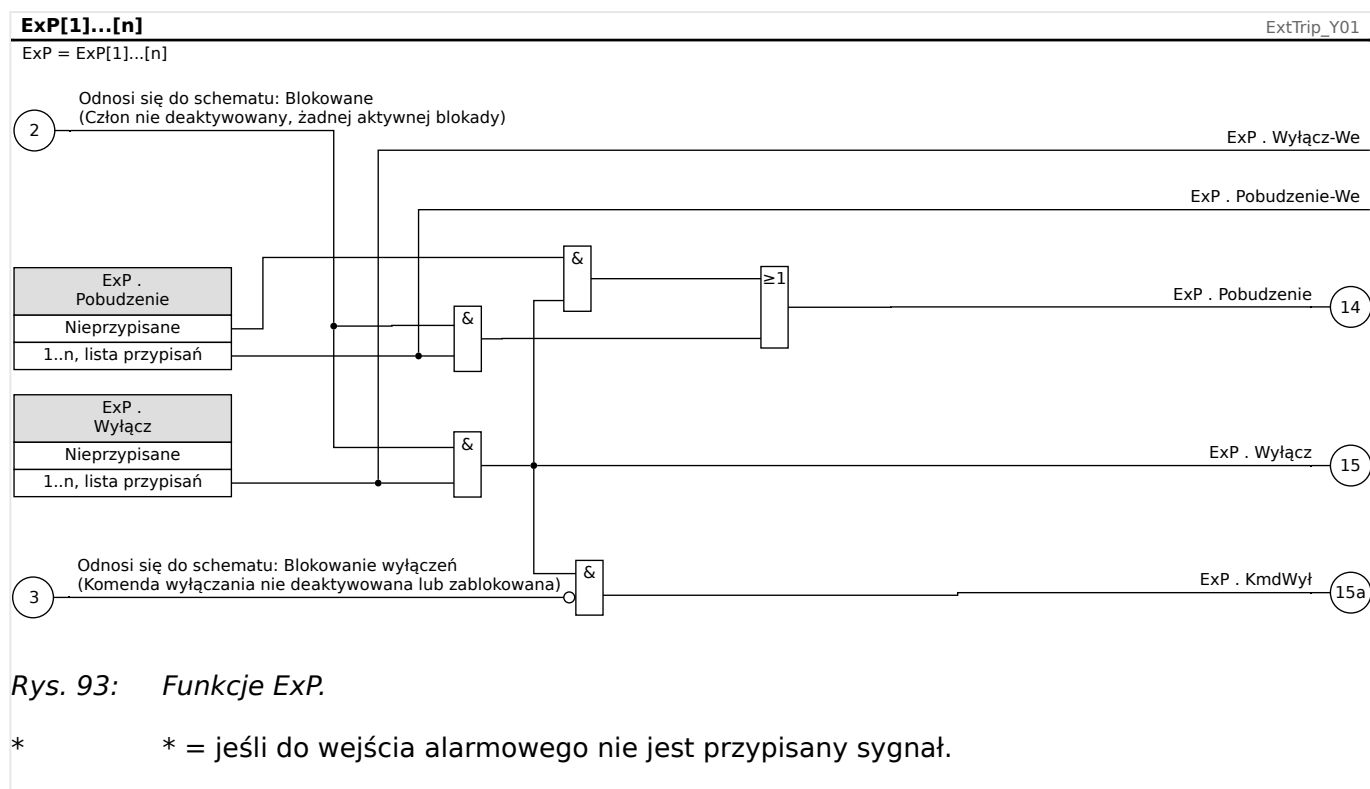 ExP[1]...[n]
ExtTrip_Y01
ExP = ExP[1]...[n]
Odnosi się do schematu: Blokowane
(Człon nie deaktywowany, żadnej aktywnej blokady)
2
ExP . Wyłącz-We
ExP . Pobudzenie-We
&
ExP .
Pobudzenie
≥1
ExP . Pobudzenie
14
Nieprzypisane
&
1..n, lista przypisań
ExP .
Wyłącz
Nieprzypisane
&
ExP . Wyłącz
15
1..n, lista przypisań
Odnosi się do schematu: Blokowanie wyłączeń
(Komenda wyłączania nie deaktywowana lub zablokowana)
3
&
ExP . KmdWył
15a
Rys. 93: Funkcje ExP.
* * = jeśli do wejścia alarmowego nie jest przypisany sygnał.